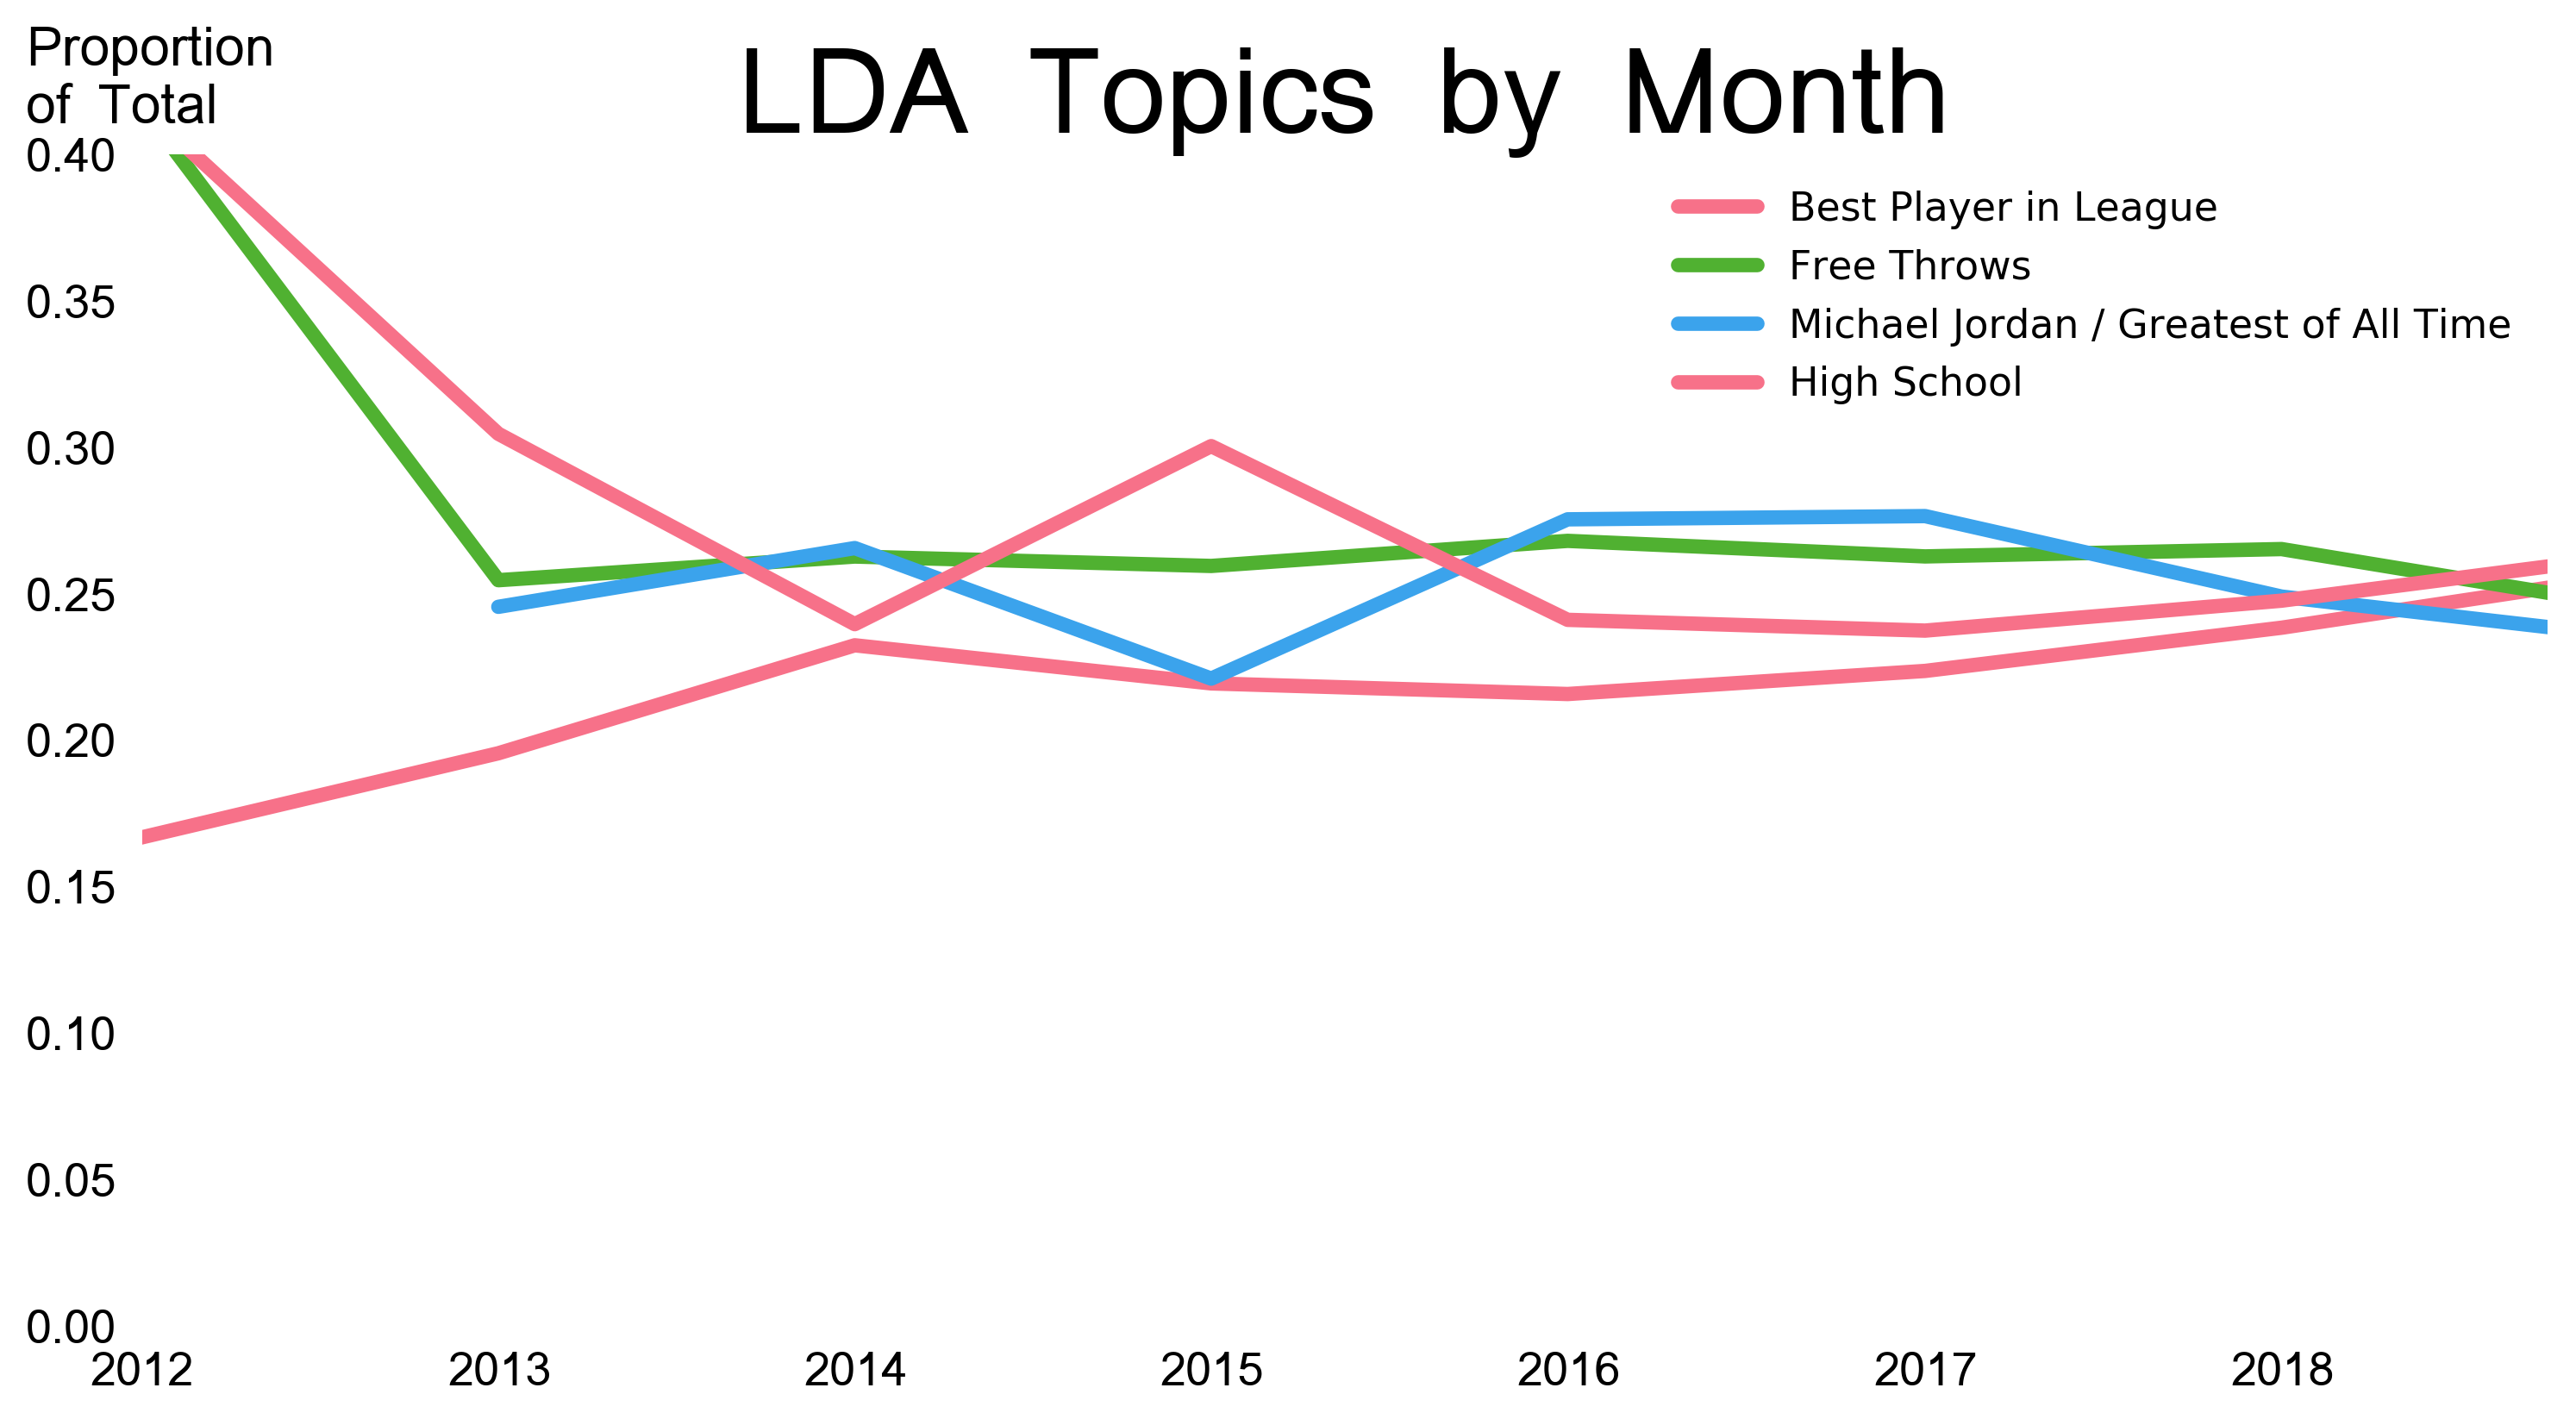 Proportion
of Total
LDA Topics by Month
0.40
Best Player in League
Free Throws
0.35
Michael Jordan / Greatest of All Time
High School
0.30
0.25
0.20
0.15
0.10
0.05
0.00
2012 2013 2014 2015 2016 2017 2018